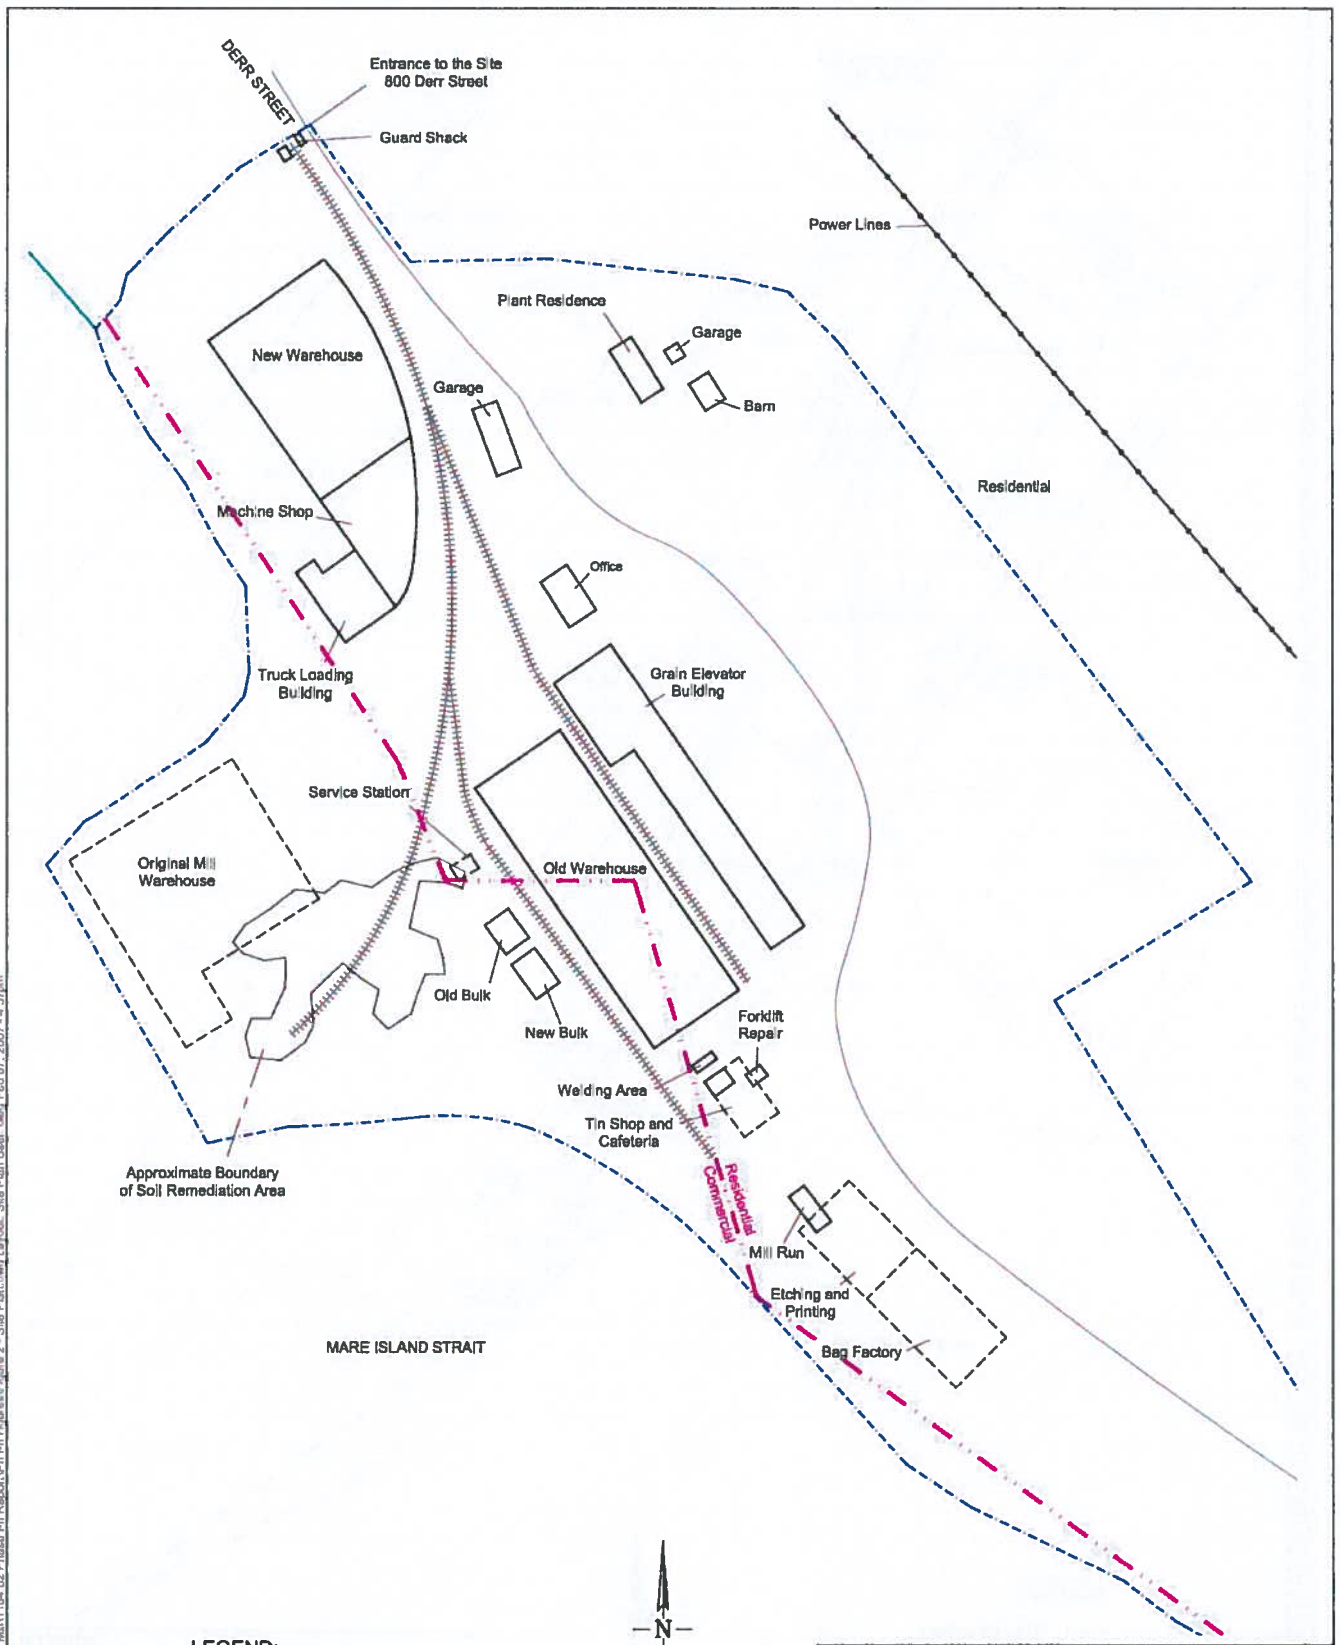 DERR STREET
Entrance to the Site
800 Derr Street
Guard Shack
Power Lines
Plant Residence
Garage
Barn
New Warehouse
Garage
Residential
Machine Shop
Office
Truck Loading
Building
Grain Elevator
Building
Service Station
Original Mill
Warehouse
Old Warehouse
Old Bulk
New Bulk
Forklift
Repair
Welding Area
Tin Shop and
Cafeteria
Approximate Boundary
of Soil Remediation Area
Residential
Commercial
Mill Run
Etching and
Printing
Bag Factory
MARE ISLAND STRAIT
N
LEGEND: